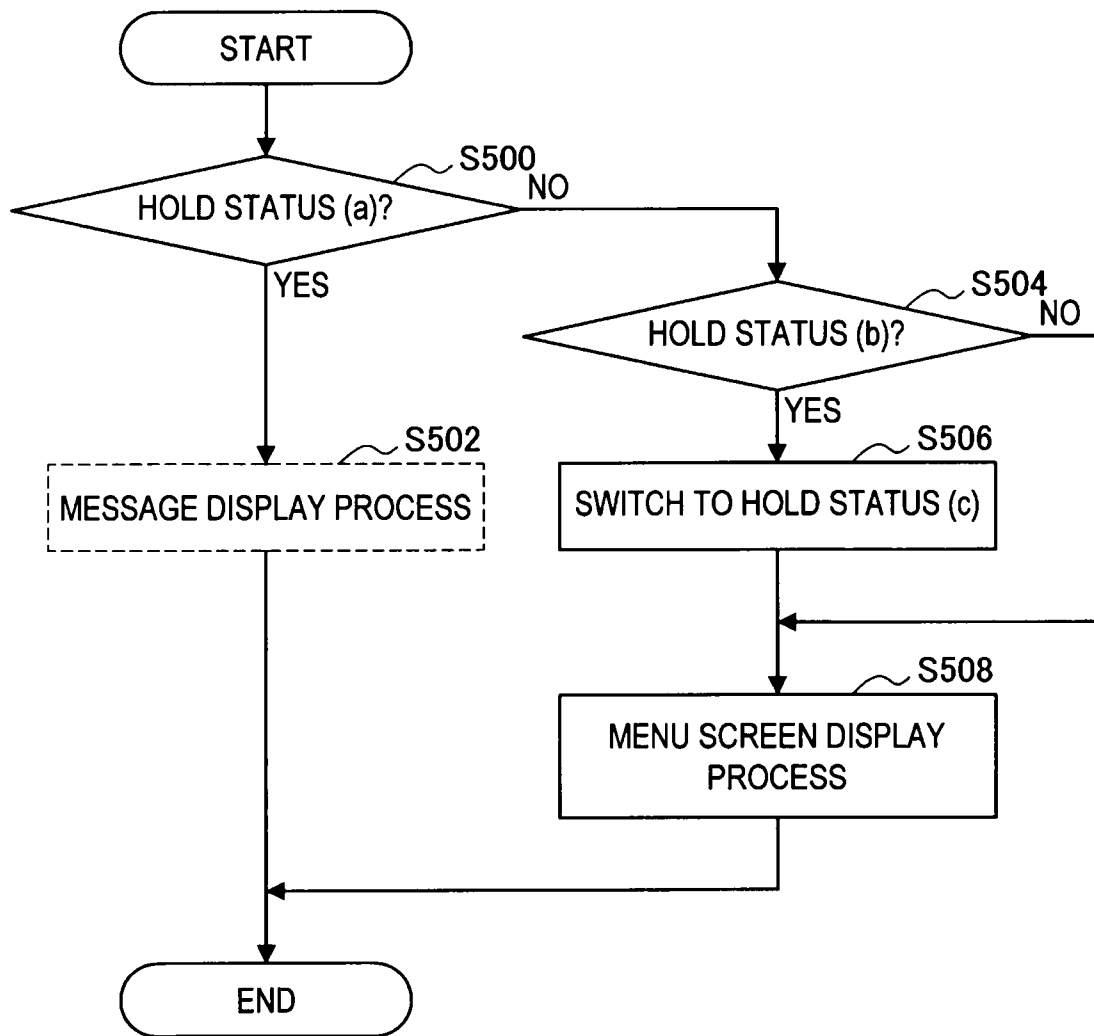 START
S500
HOLD STATUS (a)?
NO
YES
S504
HOLD STATUS (b)?
NO
YES
S502
MESSAGE DISPLAY PROCESS
S506
SWITCH TO HOLD STATUS (c)
S508
MENU SCREEN DISPLAY
PROCESS
END